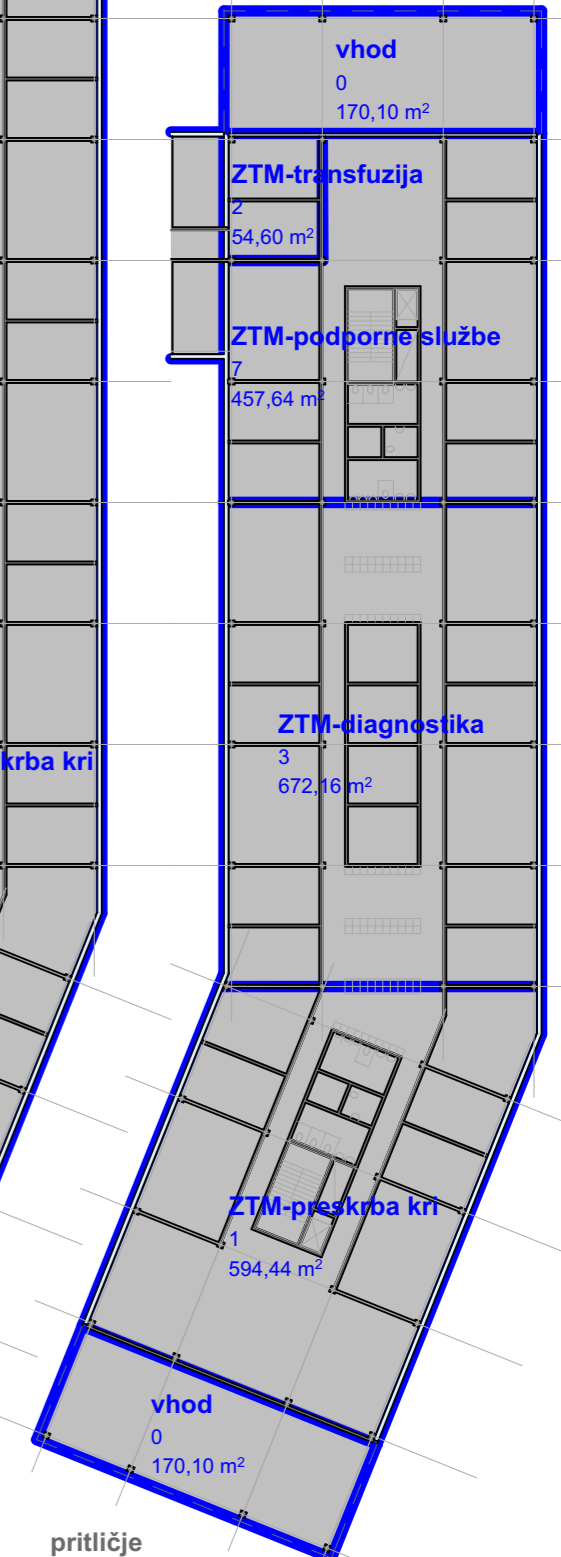 vhod
0
170,10 m²
ZTM-transfuzija
2
54,60 m²
ZTM-podporne službe
7
457,64 m²
ZTM-diagnostika
3
672,16 m²
krba kri
ZTM-preskrba kri
1
594,44 m²
vhod
0
170,10 m²
pritličje